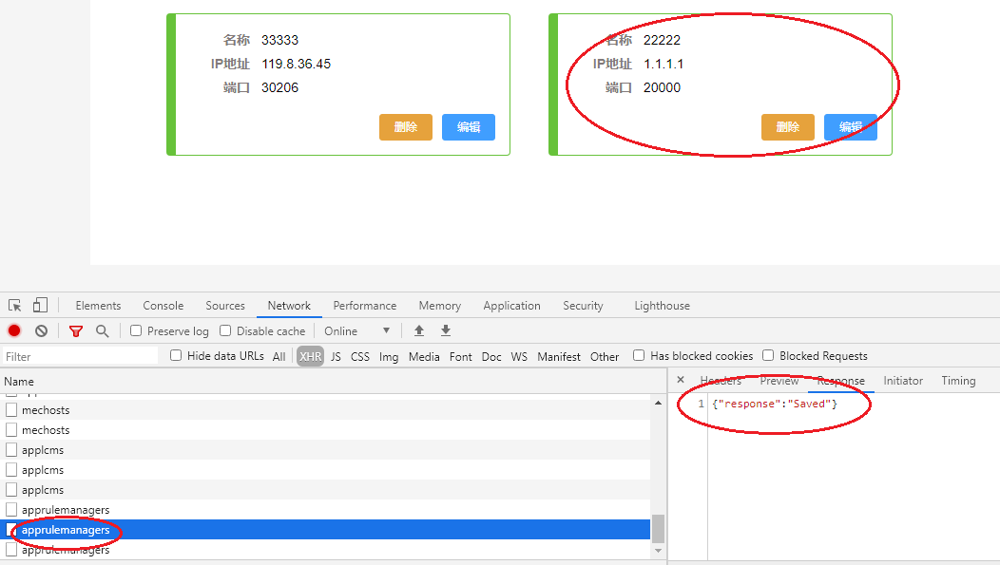 名称 33333
IP地址 119.8.36.45
端口 30206
删除 编辑
名称 22222
IP地址 1.1.1.1
端口 20000
删除 编辑
Elements Console Sources Network Performance Memory Application Security Lighthouse
Preserve log Disable cache Online
Filter Hide data URLs All XHR JS CSS Img Media Font Doc WS Manifest Other Has blocked cookies Blocked Requests
Name
mechosts
mechosts
applcms
applcms
applcms
apprulemanagers
apprulemanagers
apprulemanagers
Headers Preview Response Initiator Timing
1 {"response":"Saved"}